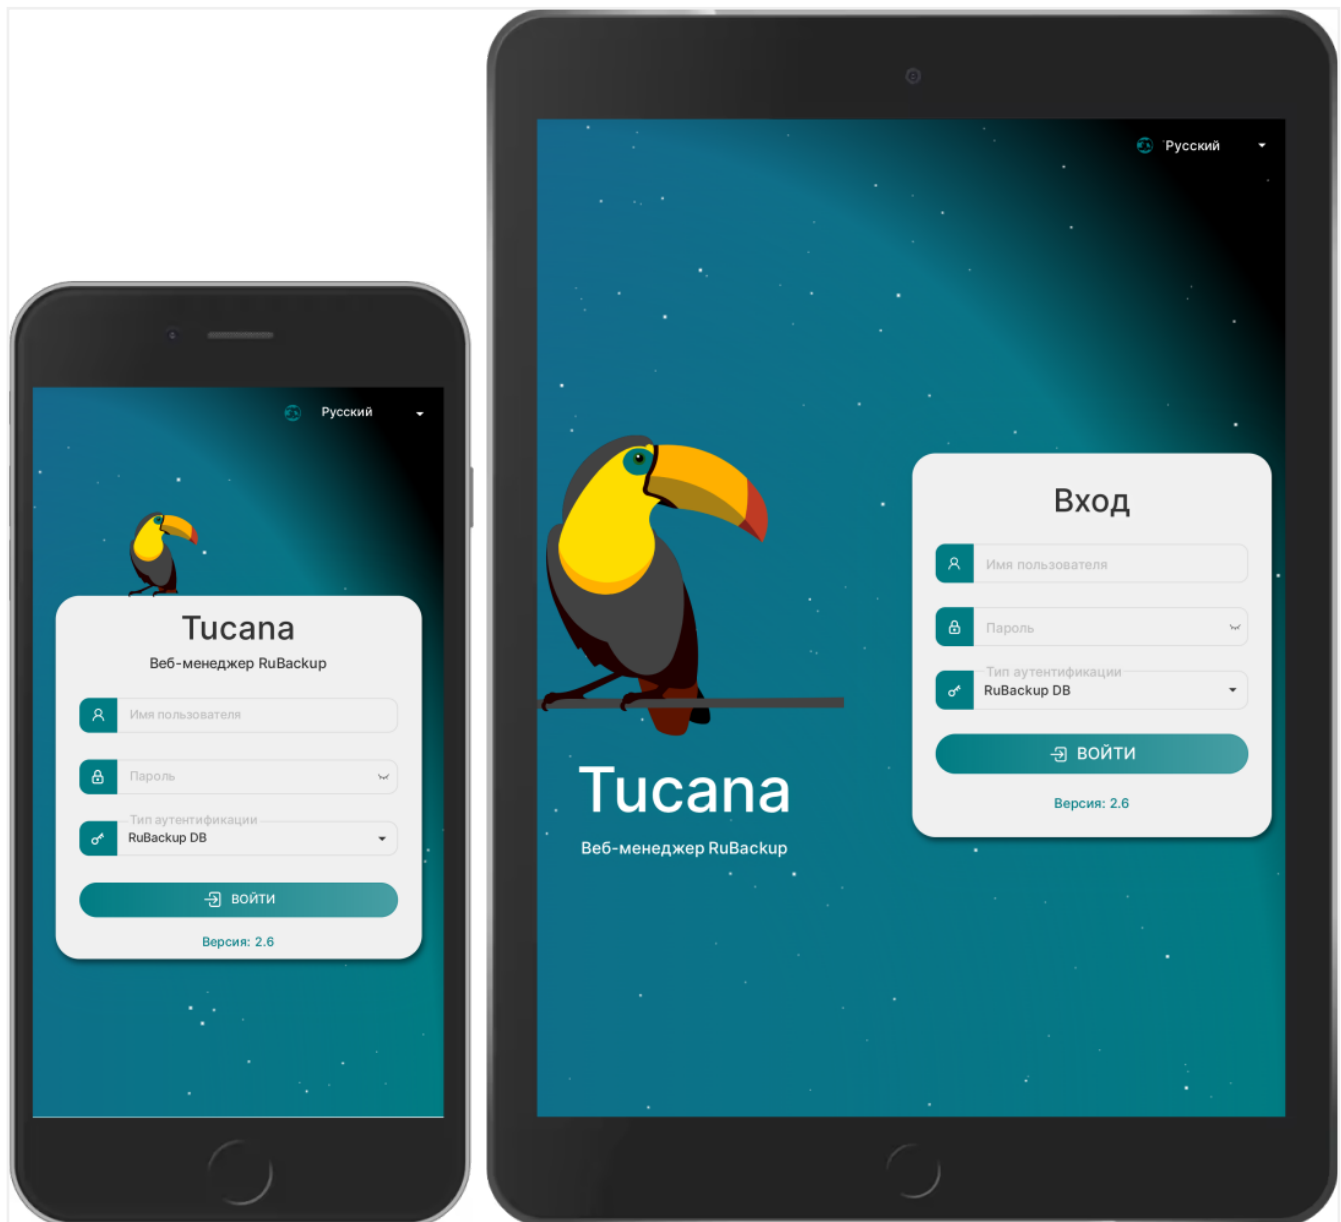 Русский
Tucana
Веб-менеджер RuBackup
Имя пользователя
Пароль
Тип аутентификации
RuBackup DB
ВОЙТИ
Версия: 2.6
Русский
Tucana
Веб-менеджер RuBackup
Вход
Имя пользователя
Пароль
Тип аутентификации
RuBackup DB
ВОЙТИ
Версия: 2.6